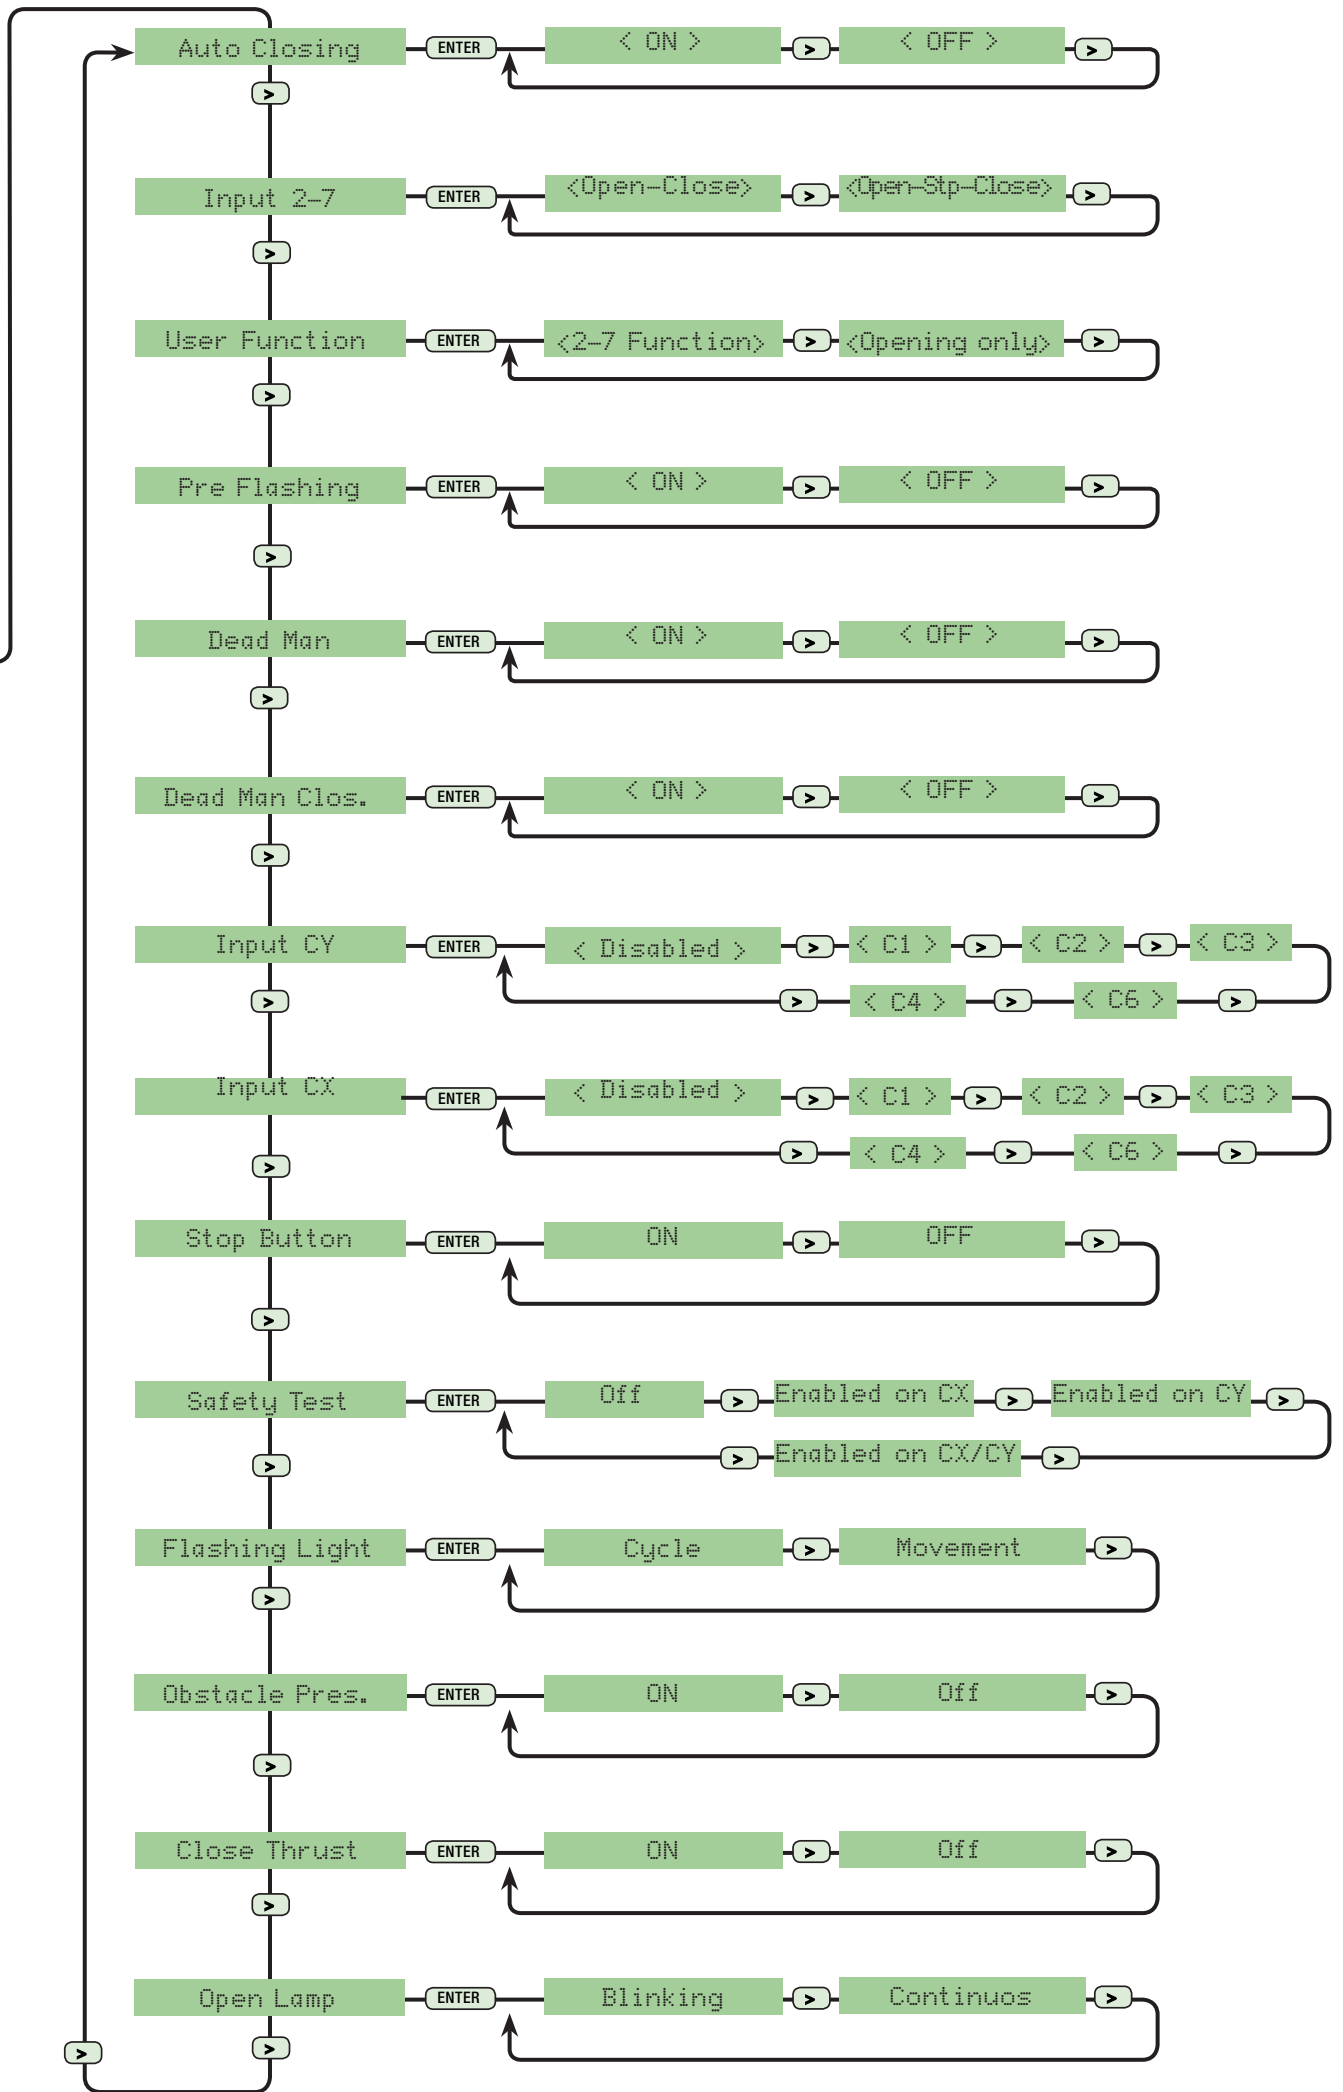 Auto Closing > ENTER < ON > > < OFF > >
>
Input 2-7 ENTER <Open-Close> > <Open-Stp-Close> >
>
User Function ENTER <2-7 Function> > <Opening only> >
>
Pre Flashing ENTER < ON > > < OFF > >
>
Dead Man ENTER < ON > > < OFF > >
>
Dead Man Clos. ENTER < ON > > < OFF > >
>
Input CY ENTER < Disabled > > < C1 > > < C2 > > < C3 >
> > < C4 > > < C6 > >
Input CX ENTER < Disabled > > < C1 > > < C2 > > < C3 >
> < C4 > > < C6 > >
>
Stop Button ENTER ON > OFF >
>
Safety Test ENTER Off > Enabled on CX > Enabled on CY >
> > Enabled on CX/CY >
Flashing Light ENTER Cycle > Movement >
>
Obstacle Pres. ENTER ON > Off >
>
Close Thrust ENTER ON > Off >
>
Open Lamp ENTER Blinking > Continuos >
> >